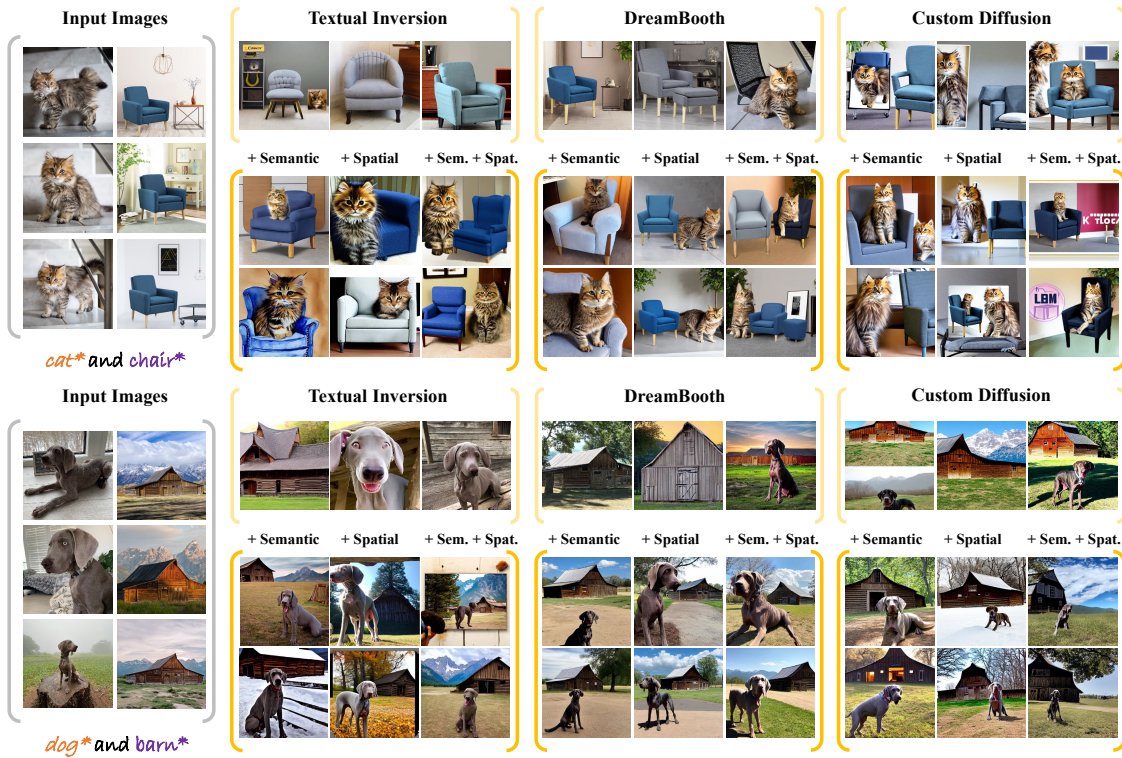 Input Images
Textual Inversion
DreamBooth
Custom Diffusion
+ Semantic + Spatial + Sem. + Spat.
+ Semantic + Spatial + Sem. + Spat.
+ Semantic + Spatial + Sem. + Spat.
LBM
cat* and chair*
Input Images
Textual Inversion
DreamBooth
Custom Diffusion
+ Semantic + Spatial + Sem. + Spat.
+ Semantic + Spatial + Sem. + Spat.
+ Semantic + Spatial + Sem. + Spat.
dog* and barn*